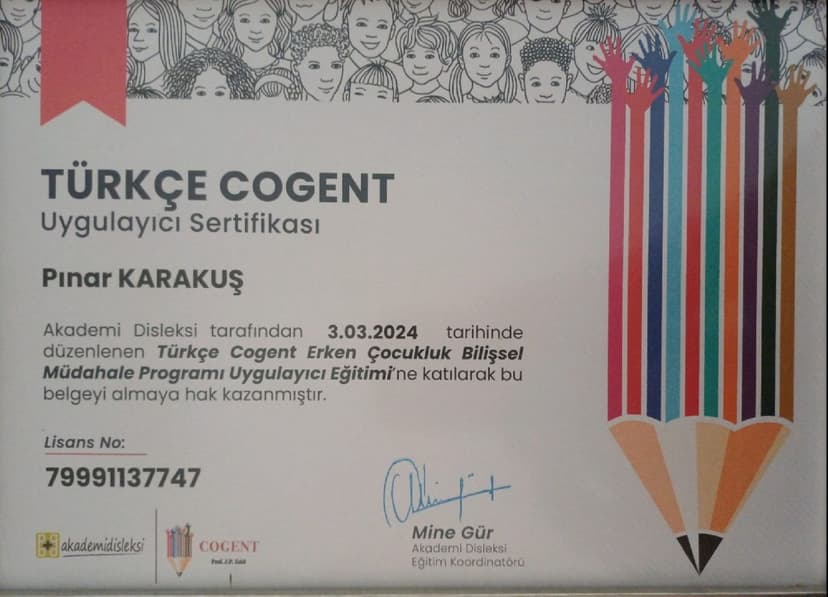 TÜRKÇE COGENT
Uygulayıcı Sertifikası
Pınar KARAKUŞ
Akademi Disleksi tarafından 3.03.2024 tarihinde
düzenlenen Türkçe Cogent Erken Çocukluk Bilişsel
Müdahale Programı Uygulayıcı Eğitimi'ne katılarak bu
belgeyi almaya hak kazanmıştır.
Lisans No:
79991137747
Mine Gür
Akademi Disleksi
Eğitim Koordinatörü
akademidisleksi
COGENT
Prof. J.P.